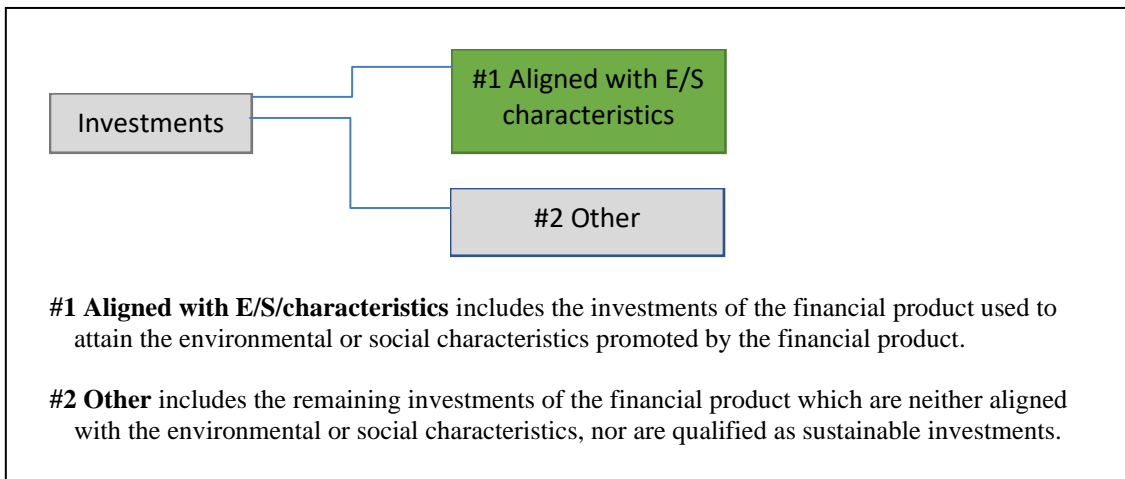 #1 Aligned with E/S
characteristics
Investments
#2 Other
#1 Aligned with E/S/characteristics includes the investments of the financial product used to
attain the environmental or social characteristics promoted by the financial product.
#2 Other includes the remaining investments of the financial product which are neither aligned
with the environmental or social characteristics, nor are qualified as sustainable investments.